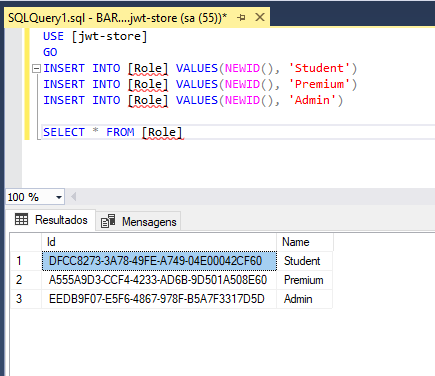 SQLQuery1.sql - BAR....jwt-store (sa (55))*
USE [jwt-store]
GO
INSERT INTO [Role] VALUES(NEWID(), 'Student')
INSERT INTO [Role] VALUES(NEWID(), 'Premium')
INSERT INTO [Role] VALUES(NEWID(), 'Admin')
SELECT * FROM [Role]
100 %
Resultados Mensagens
Id Name
1 DFCC8273-3A78-49FE-A749-04E00042CF60 Student
2 A555A9D3-CCF4-4233-AD6B-9D501A508E60 Premium
3 EEDB9F07-E5F6-4867-978F-B5A7F3317D5D Admin